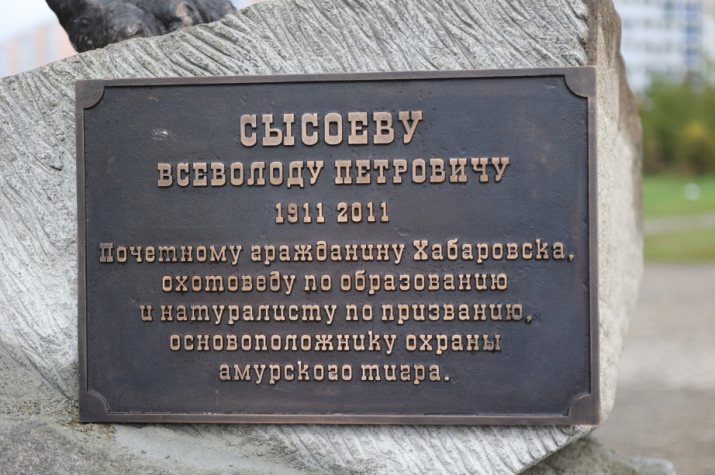 СЫСОЕВУ
ВСЕВОЛОДУ ПЕТРОВИЧУ
1911 2011
Почетному гражданину Хабаровска,
охотоведу по образованию
и натуралисту по призванию,
основоположнику охраны
амурского тигра.